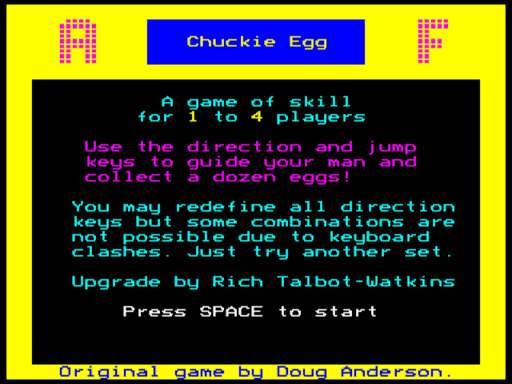 A F
Chuckie Egg
A game of skill
for 1 to 4 players
Use the direction and jump
keys to guide your man and
collect a dozen eggs!
You may redefine all direction
keys but some combinations are
not possible due to keyboard
clashes. Just try another set.
Upgrade by Rich Talbot-Watkins
Press SPACE to start
Original game by Doug Anderson.